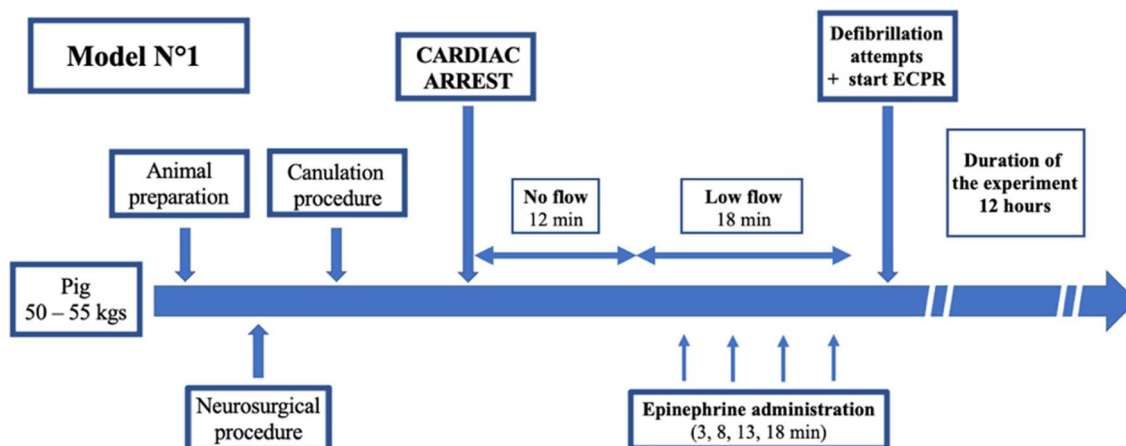 Model N°1
CARDIAC
ARREST
Defibrillation
attempts
+ start ECPR
Animal
preparation
Canulation
procedure
No flow
12 min
Low flow
18 min
Duration of
the experiment
12 hours
Pig
50 – 55 kgs
Neurosurgical
procedure
Epinephrine administration
(3, 8, 13, 18 min)